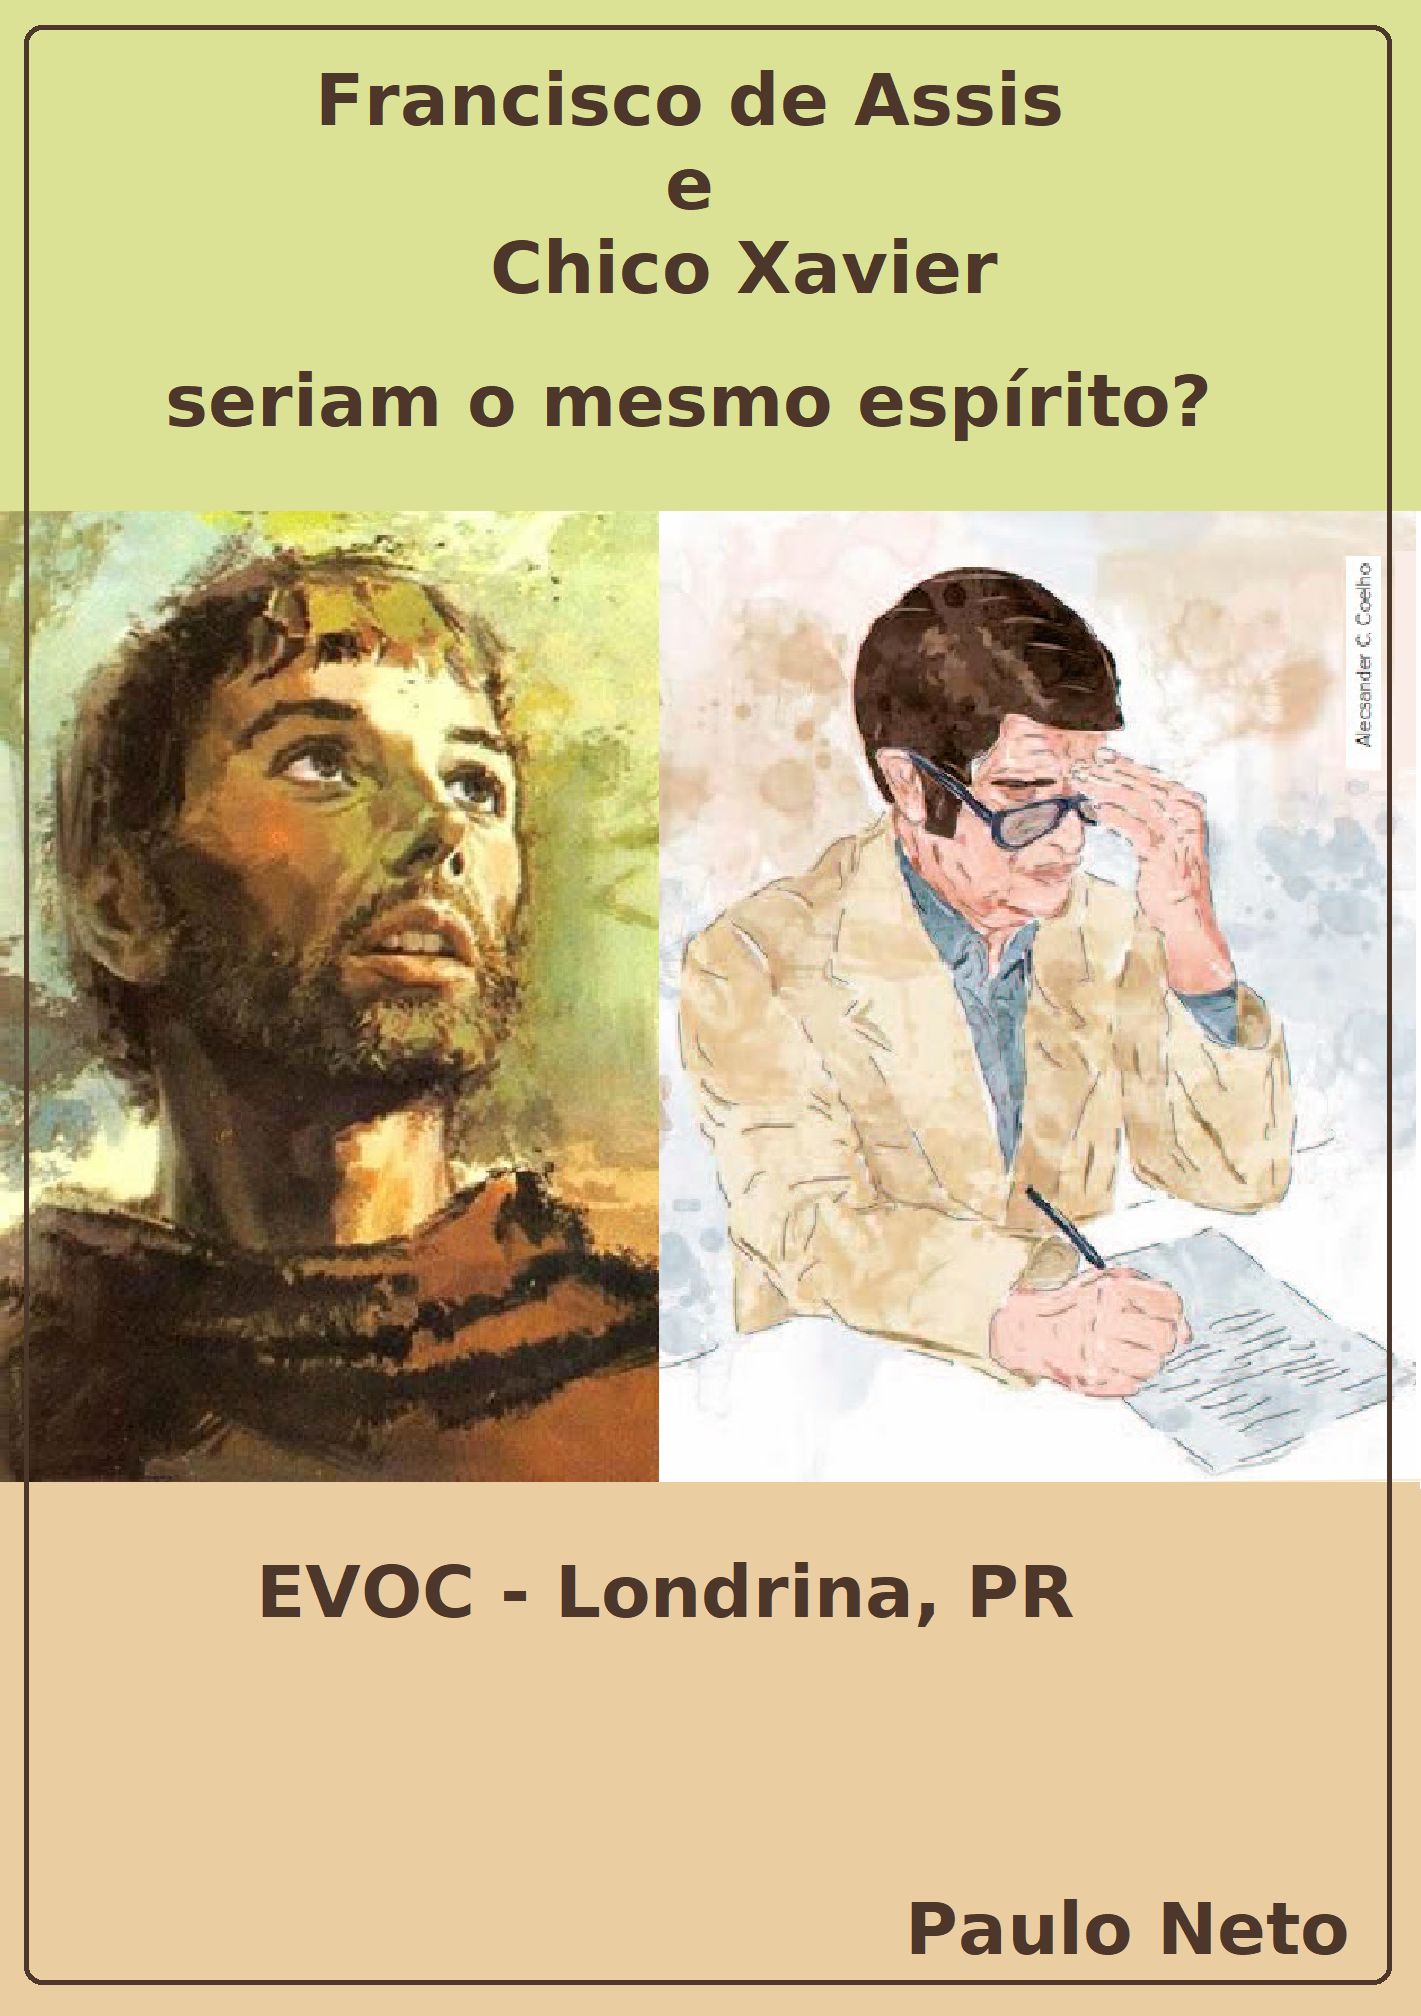 Francisco de Assis
e
Chico Xavier
seriam o mesmo espírito?
Alecsander C. Coelho
EVOC - Londrina, PR
Paulo Neto